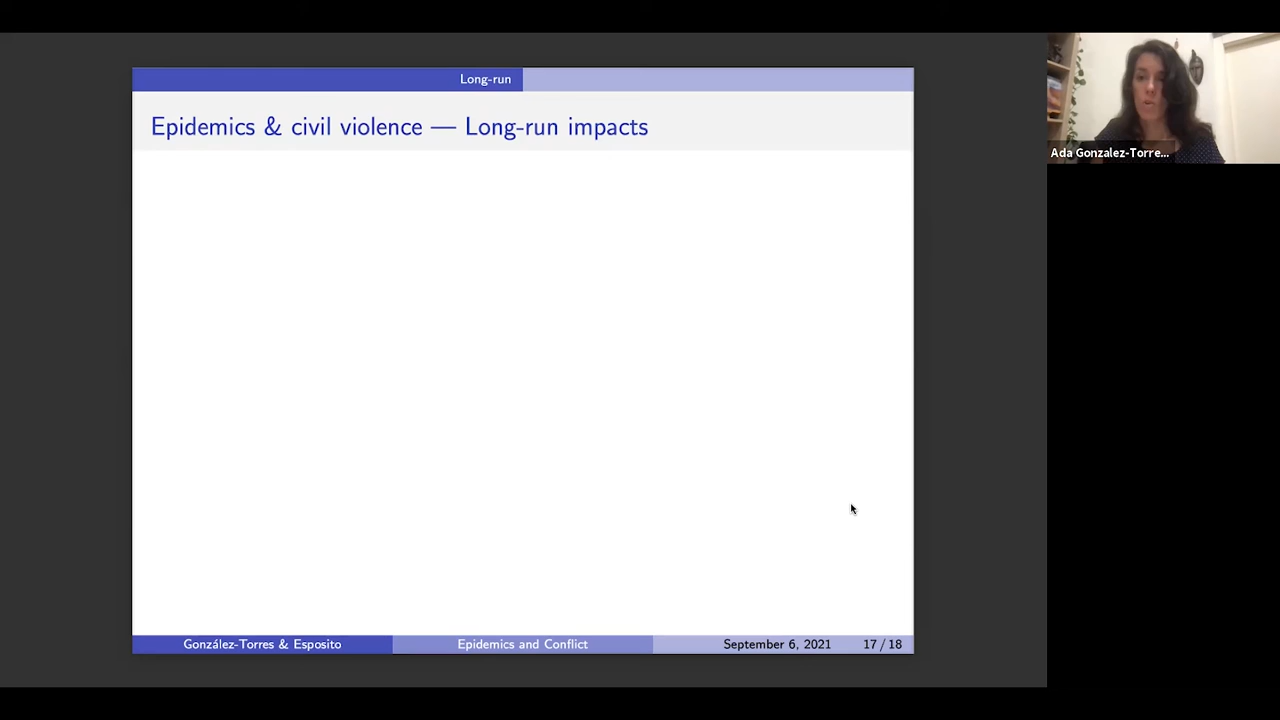 Long-run
Epidemics & civil violence — Long-run impacts
Ada Gonzalez-Torre...
González-Torres & Esposito
Epidemics and Conflict
September 6, 2021
17 / 18